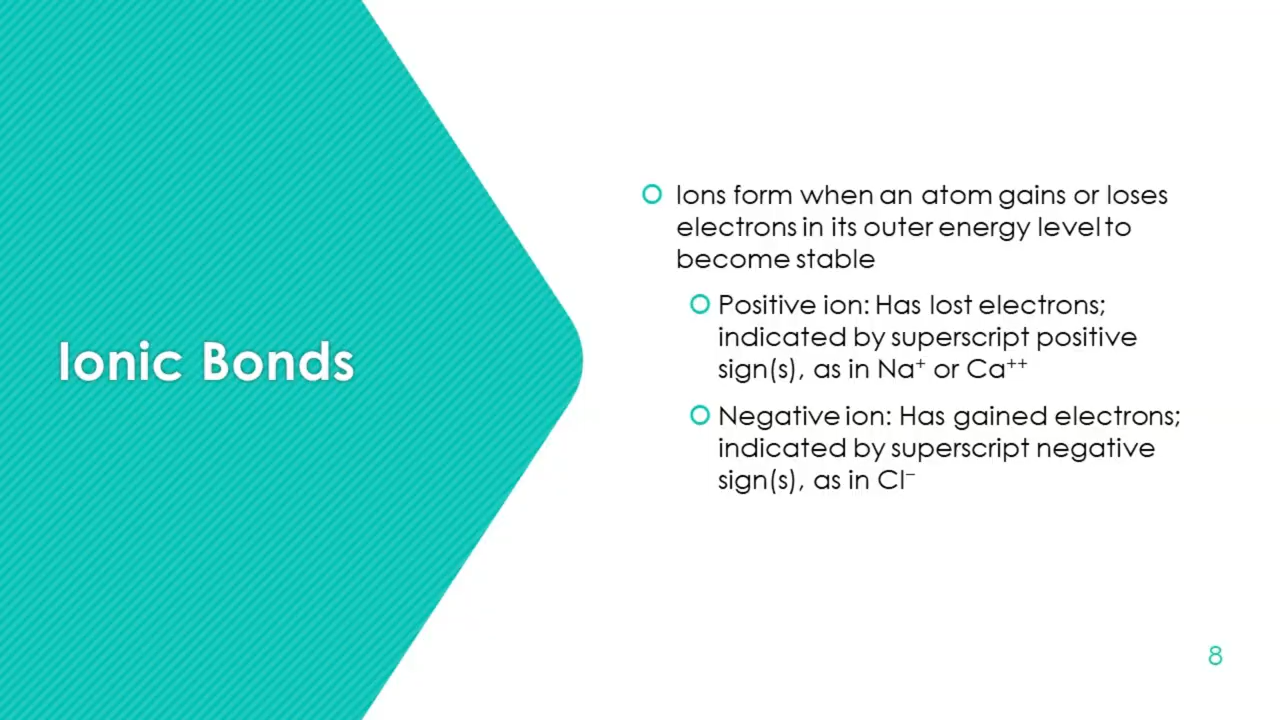 Ionic Bonds
Ions form when an atom gains or loses
electrons in its outer energy level to
become stable
Positive ion: Has lost electrons;
indicated by superscript positive
sign(s), as in Na⁺ or Ca⁺⁺
Negative ion: Has gained electrons;
indicated by superscript negative
sign(s), as in Cl⁻
8